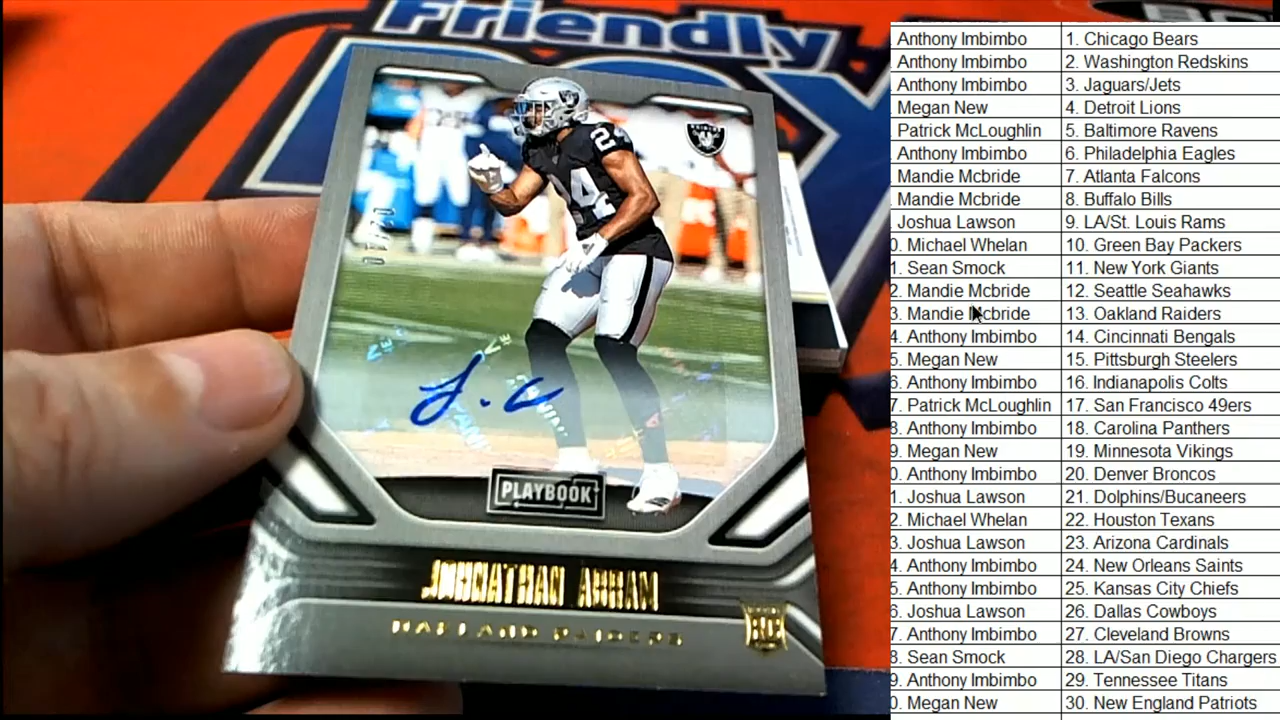 Friendly
BOX
24
24
RAIDERS
PLAYBOOK
JOHNATHAN ABRAM
OAKLAND RAIDERS
RC
. Anthony Imbimbo 1. Chicago Bears
. Anthony Imbimbo 2. Washington Redskins
. Anthony Imbimbo 3. Jaguars/Jets
. Megan New 4. Detroit Lions
. Patrick McLoughlin 5. Baltimore Ravens
. Anthony Imbimbo 6. Philadelphia Eagles
. Mandie Mcbride 7. Atlanta Falcons
. Mandie Mcbride 8. Buffalo Bills
. Joshua Lawson 9. LA/St. Louis Rams
0. Michael Whelan 10. Green Bay Packers
1. Sean Smock 11. New York Giants
2. Mandie Mcbride 12. Seattle Seahawks
3. Mandie Mcbride 13. Oakland Raiders
4. Anthony Imbimbo 14. Cincinnati Bengals
5. Megan New 15. Pittsburgh Steelers
6. Anthony Imbimbo 16. Indianapolis Colts
7. Patrick McLoughlin 17. San Francisco 49ers
8. Anthony Imbimbo 18. Carolina Panthers
9. Megan New 19. Minnesota Vikings
0. Anthony Imbimbo 20. Denver Broncos
1. Joshua Lawson 21. Dolphins/Bucaneers
2. Michael Whelan 22. Houston Texans
3. Joshua Lawson 23. Arizona Cardinals
4. Anthony Imbimbo 24. New Orleans Saints
5. Anthony Imbimbo 25. Kansas City Chiefs
6. Joshua Lawson 26. Dallas Cowboys
7. Anthony Imbimbo 27. Cleveland Browns
8. Sean Smock 28. LA/San Diego Chargers
9. Anthony Imbimbo 29. Tennessee Titans
0. Megan New 30. New England Patriots